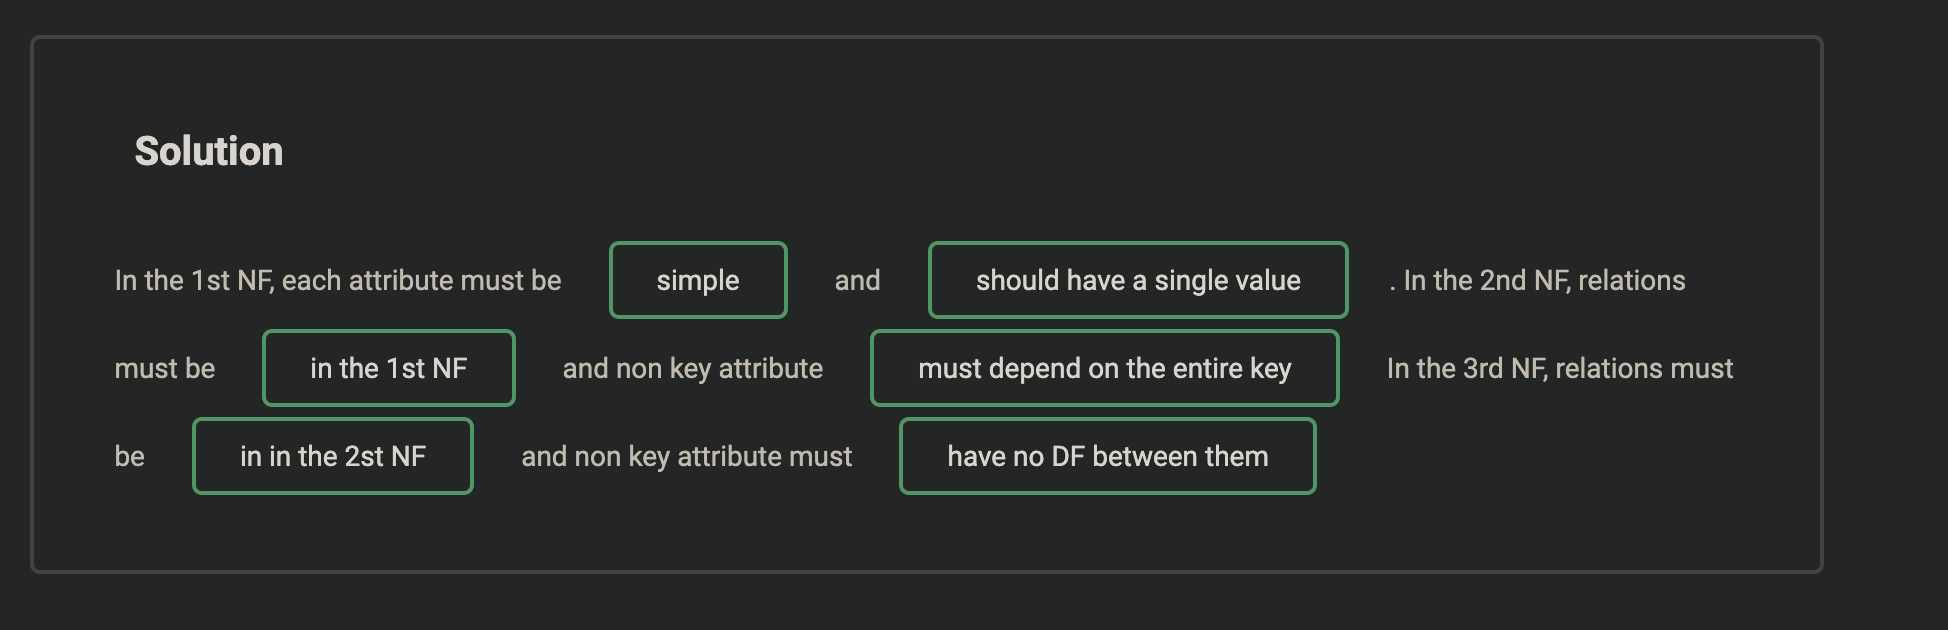 Solution
In the 1st NF, each attribute must be simple and should have a single value . In the 2nd NF, relations
must be in the 1st NF and non key attribute must depend on the entire key In the 3rd NF, relations must
be in in the 2st NF and non key attribute must have no DF between them